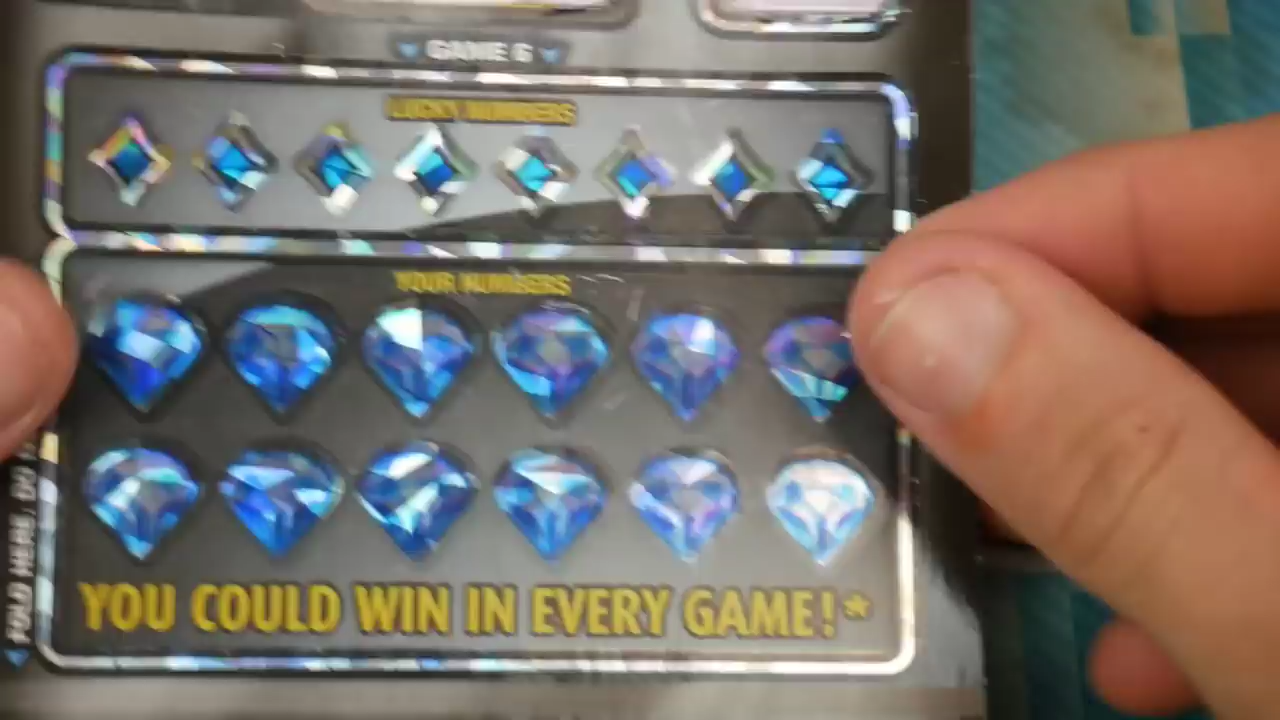 GAME 6
LUCKY NUMBERS
YOUR NUMBERS
YOU COULD WIN IN EVERY GAME!*
FOLD HERE, DO